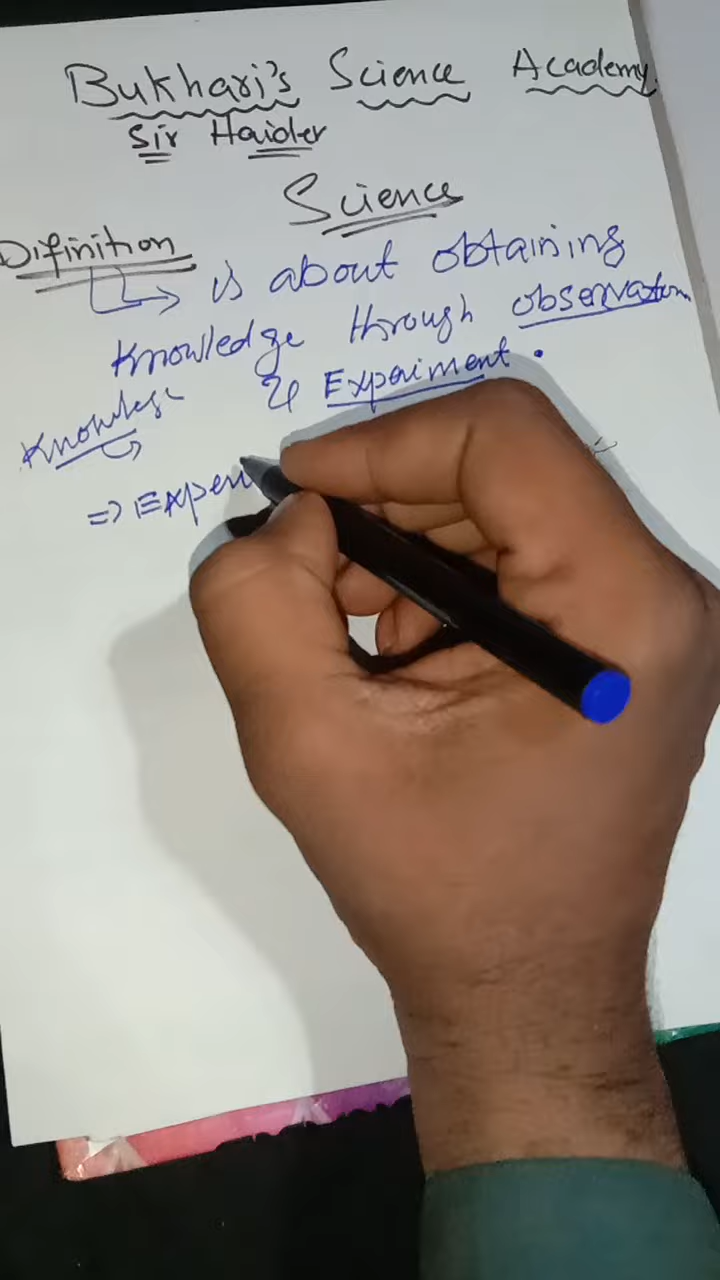 Bukhari's Science Academy.
Sir Haider
Science
Difinition
is about obtaining
knowledge through observation
& Experiment.
Knowledge
=> Experi